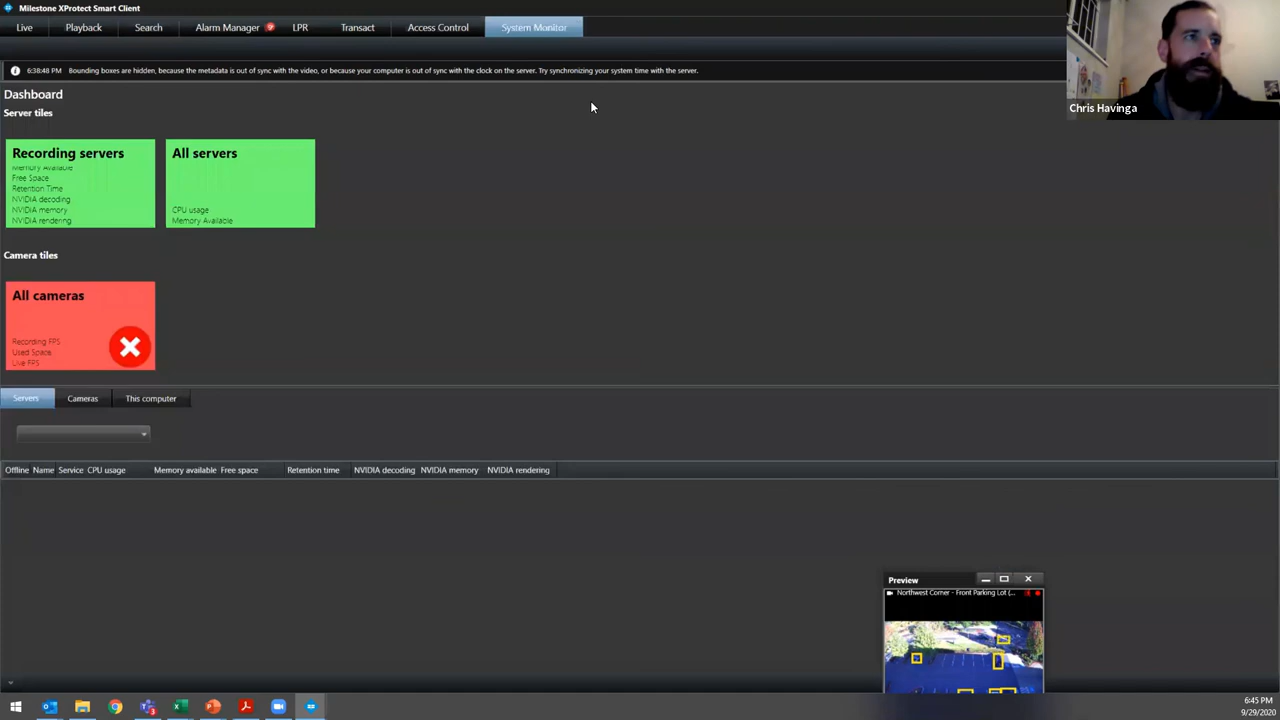 Milestone XProtect Smart Client
Live Playback Search Alarm Manager LPR Transact Access Control System Monitor
6:38:48 PM Bounding boxes are hidden, because the metadata is out of sync with the video, or because your computer is out of sync with the clock on the server. Try synchronizing your system time with the server.
Chris Havinga
Dashboard
Server tiles
Recording servers
Memory Available
Free Space
Retention Time
NVIDIA decoding
NVIDIA memory
NVIDIA rendering
All servers
CPU usage
Memory Available
Camera tiles
All cameras
Recording FPS
Used Space
Live FPS
Servers Cameras This computer
Offline Name Service CPU usage Memory available Free space Retention time NVIDIA decoding NVIDIA memory NVIDIA rendering
Preview
Northwest Corner - Front Parking Lot (...
6:45 PM
9/29/2020